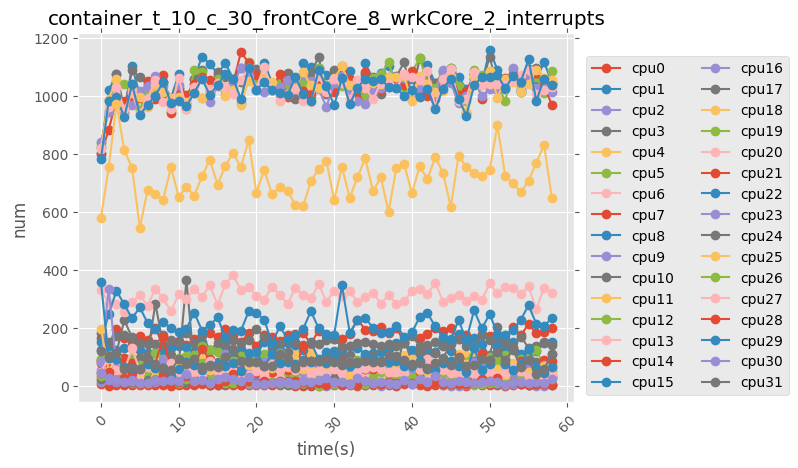 container_t_10_c_30_frontCore_8_wrkCore_2_interrupts
num
1200
1000
800
600
400
200
0
0
10
20
30
40
50
60
time(s)
cpu0
cpu1
cpu2
cpu3
cpu4
cpu5
cpu6
cpu7
cpu8
cpu9
cpu10
cpu11
cpu12
cpu13
cpu14
cpu15
cpu16
cpu17
cpu18
cpu19
cpu20
cpu21
cpu22
cpu23
cpu24
cpu25
cpu26
cpu27
cpu28
cpu29
cpu30
cpu31